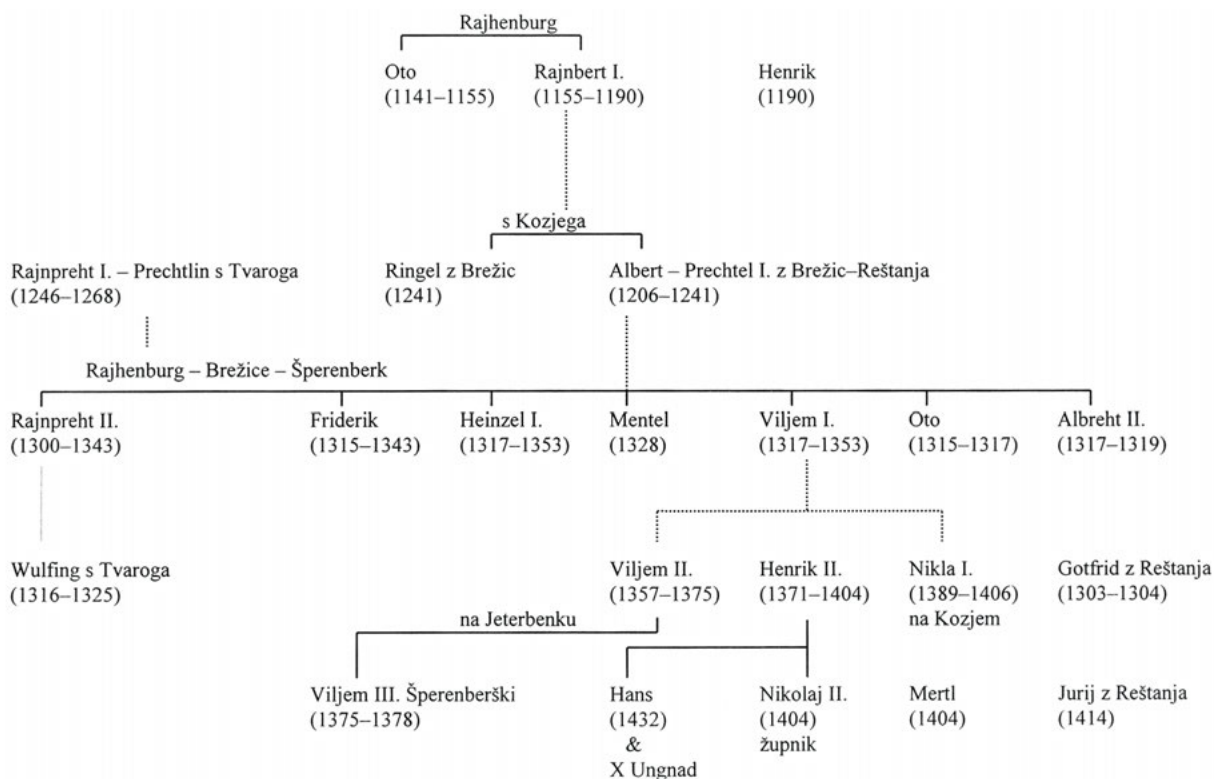 Rajhenburg
Oto Rajnbert I. Henrik
(1141–1155) (1155–1190) (1190)
s Kozjega
Rajnpreht I. – Prechtlin s Tvaroga Ringel z Brežic Albert – Prechtel I. z Brežic–Reštanja
(1246–1268) (1241) (1206–1241)
Rajhenburg – Brežice – Šperenberk
Rajnpreht II. Friderik Heinzel I. Mentel Viljem I. Oto Albreht II.
(1300–1343) (1315–1343) (1317–1353) (1328) (1317–1353) (1315–1317) (1317–1319)
Wulfing s Tvaroga Viljem II. Henrik II. Nikla I. Gotfrid z Reštanja
(1316–1325) (1357–1375) (1371–1404) (1389–1406) (1303–1304)
na Jeterbenku na Kozjem
Viljem III. Šperenberški Hans Nikolaj II. Mertl Jurij z Reštanja
(1375–1378) (1432) (1404) (1404) (1414)
& župnik
X Ungnad